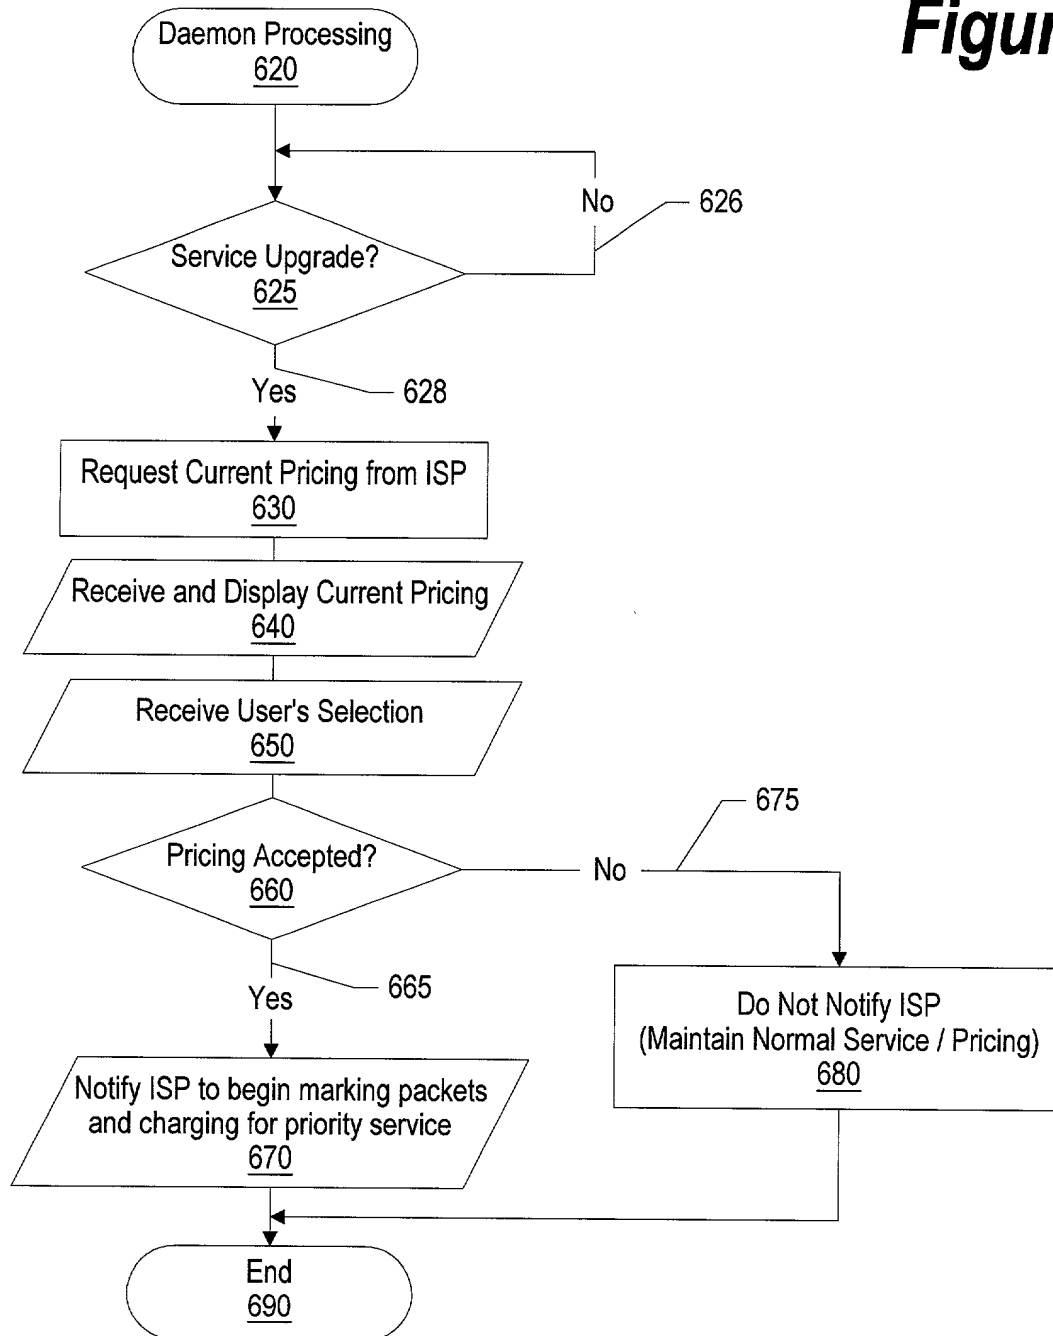 Figur
Daemon Processing
620
No
626
Service Upgrade?
625
628
Yes
Request Current Pricing from ISP
630
Receive and Display Current Pricing
640
Receive User's Selection
650
675
Pricing Accepted?
660
No
665
Yes
Do Not Notify ISP
(Maintain Normal Service / Pricing)
680
Notify ISP to begin marking packets
and charging for priority service
670
End
690